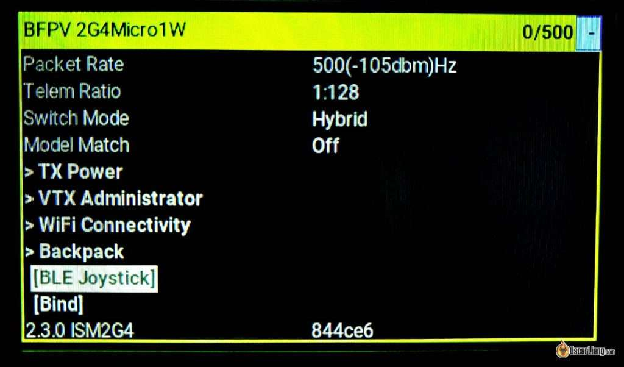 BFPV 2G4Micro1W 0/500 -
Packet Rate 500(-105dbm)Hz
Telem Ratio 1:128
Switch Mode Hybrid
Model Match Off
> TX Power
> VTX Administrator
> WiFi Connectivity
> Backpack
[BLE Joystick]
[Bind]
2.3.0 ISM2G4 844ce6
OscarLiang.com